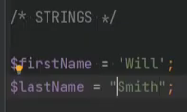 /* STRINGS */
$firstName = 'Will';
$lastName = "Smith";